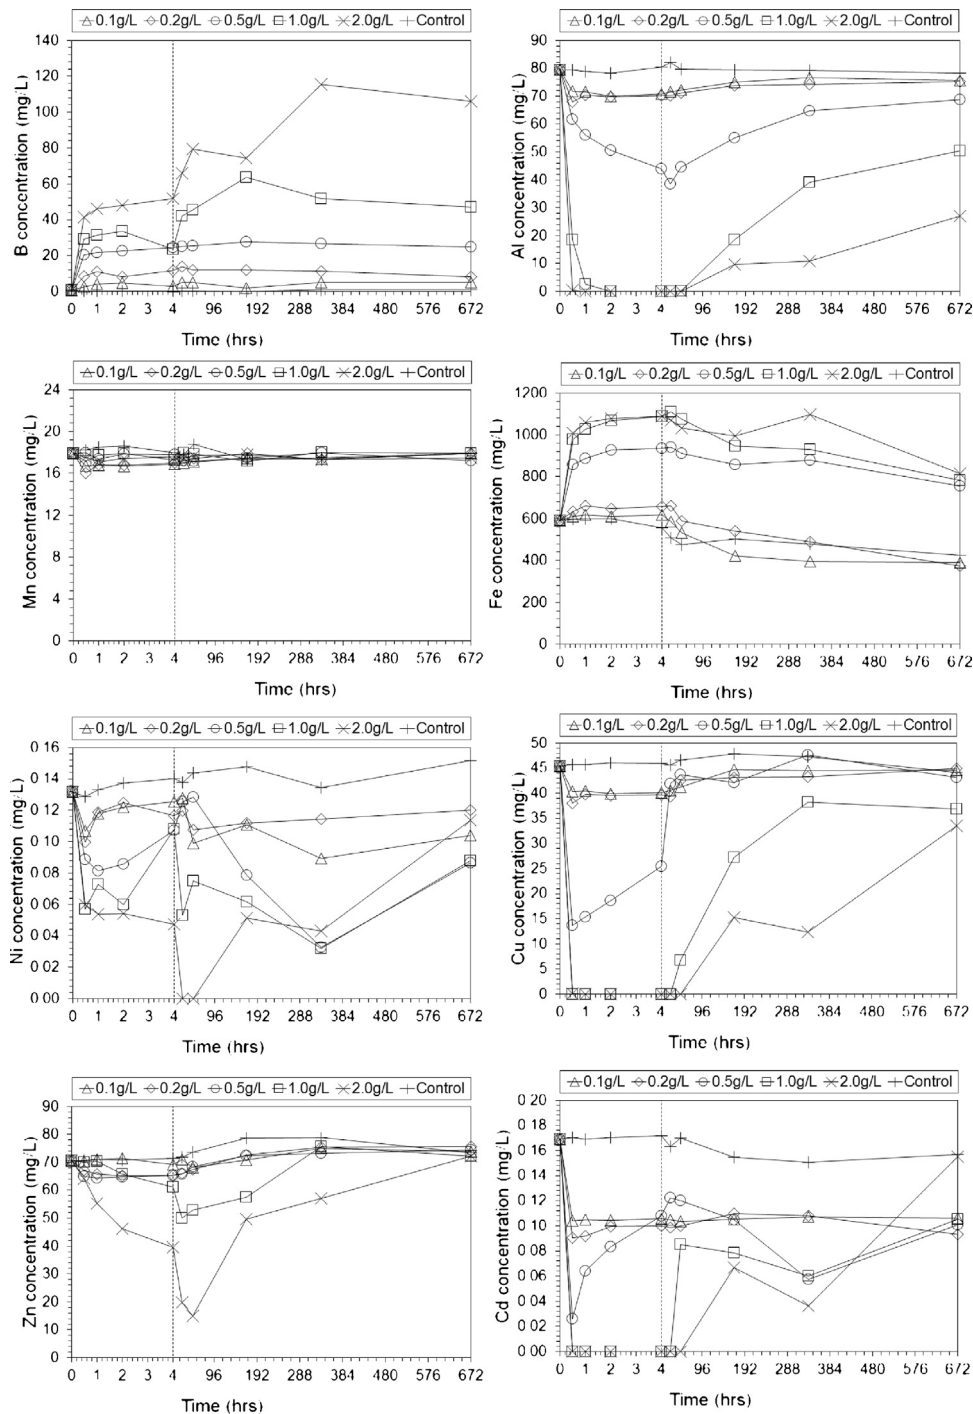 0.1g/L 0.2g/L 0.5g/L 1.0g/L 2.0g/L Control
140
120
100
80
60
40
20
0
B concentration (mg/L)
0 1 2 3 4 96 192 288 384 480 576 672
Time (hrs)
0.1g/L 0.2g/L 0.5g/L 1.0g/L 2.0g/L Control
90
80
70
60
50
40
30
20
10
0
Al concentration (mg/L)
0 1 2 3 4 96 192 288 384 480 576 672
Time (hrs)
0.1g/L 0.2g/L 0.5g/L 1.0g/L 2.0g/L Control
24
20
16
12
8
4
0
Mn concentration (mg/L)
0 1 2 3 4 96 192 288 384 480 576 672
Time (hrs)
0.1g/L 0.2g/L 0.5g/L 1.0g/L 2.0g/L Control
1200
1000
800
600
400
200
0
Fe concentration (mg/L)
0 1 2 3 4 96 192 288 384 480 576 672
Time (hrs)
0.1g/L 0.2g/L 0.5g/L 1.0g/L 2.0g/L Control
0 16
0 14
0 12
0 10
0 08
0 06
0 04
0 02
0 00
Ni concentration (mg/L)
0 1 2 3 4 96 192 288 384 480 576 672
Time (hrs)
0.1g/L 0.2g/L 0.5g/L 1.0g/L 2.0g/L Control
50
45
40
35
30
25
20
15
10
5
0
Cu concentration (mg/L)
0 1 2 3 4 96 192 288 384 480 576 672
Time (hrs)
0.1g/L 0.2g/L 0.5g/L 1.0g/L 2.0g/L Control
90
80
70
60
50
40
30
20
10
0
Zn concentration (mg/L)
0 1 2 3 4 96 192 288 384 480 576 672
Time (hrs)
0.1g/L 0.2g/L 0.5g/L 1.0g/L 2.0g/L Control
0 20
0 18
0 16
0 14
0 12
0 10
0 08
0 06
0 04
0 02
0 00
Cd concentration (mg/L)
0 1 2 3 4 96 192 288 384 480 576 672
Time (hrs)